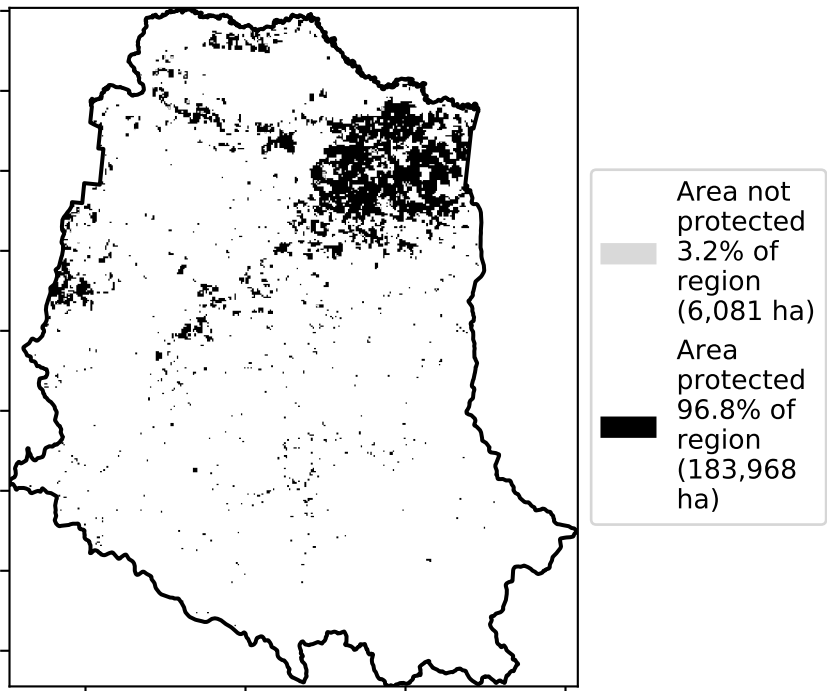 Area not
protected
3.2% of
region
(6,081 ha)
Area
protected
96.8% of
region
(183,968
ha)